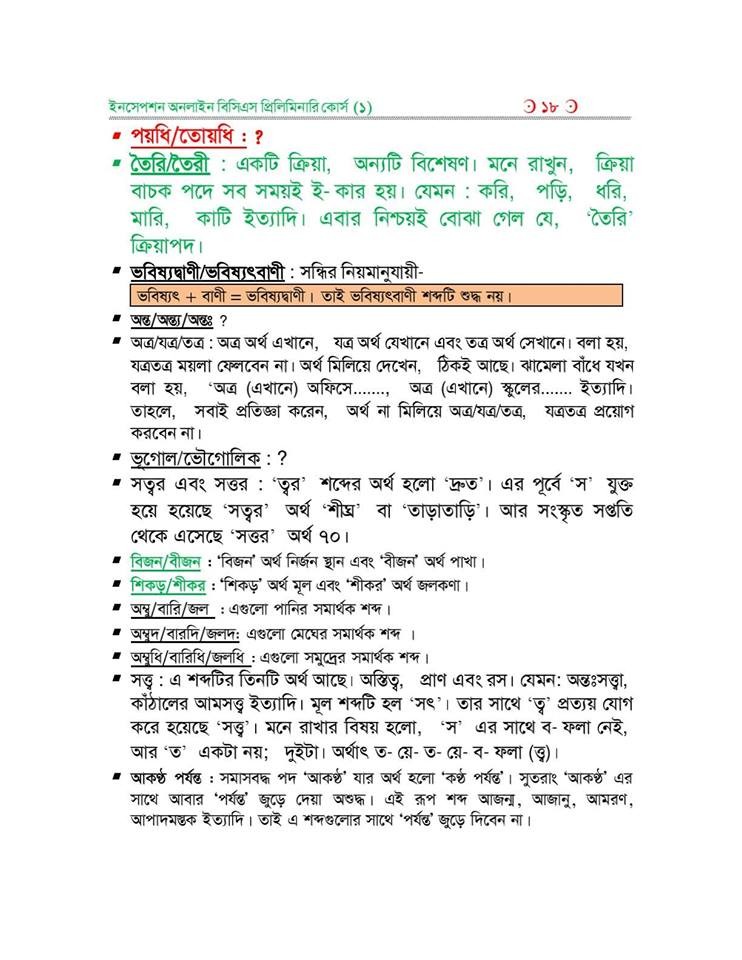 ইনসেপশন অনলাইন বিসিএস প্রিলিমিনারি কোর্স (১) ১৮
▪ পয়ধি/তোয়ধি : ?
▪ তৈরি/তৈরী : একটি ক্রিয়া, অন্যটি বিশেষণ। মনে রাখুন, ক্রিয়া
বাচক পদে সব সময়ই ই- কার হয়। যেমন : করি, পড়ি, ধরি,
মারি, কাটি ইত্যাদি। এবার নিশ্চয়ই বোঝা গেল যে, ‘তৈরি’
ক্রিয়াপদ।
▪ ভবিষ্যদ্বাণী/ভবিষ্যৎবাণী : সন্ধির নিয়মানুযায়ী-
ভবিষ্যৎ + বাণী = ভবিষ্যদ্বাণী। তাই ভবিষ্যৎবাণী শব্দটি শুদ্ধ নয়।
▪ অন্ত/অন্ত্য/অন্তঃ ?
▪ অত্র/যত্র/তত্র : অত্র অর্থ এখানে, যত্র অর্থ যেখানে এবং তত্র অর্থ সেখানে। বলা হয়,
যত্রতত্র ময়লা ফেলবেন না। অর্থ মিলিয়ে দেখেন, ঠিকই আছে। ঝামেলা বাঁধে যখন
বলা হয়, ‘অত্র (এখানে) অফিসে......., অত্র (এখানে) স্কুলের....... ইত্যাদি।
তাহলে, সবাই প্রতিজ্ঞা করেন, অর্থ না মিলিয়ে অত্র/যত্র/তত্র, যত্রতত্র প্রয়োগ
করবেন না।
▪ ভূগোল/ভৌগোলিক : ?
▪ সত্বর এবং সত্তর : ‘ত্বর’ শব্দের অর্থ হলো ‘দ্রুত’। এর পূর্বে ‘স’ যুক্ত
হয়ে হয়েছে ‘সত্বর’ অর্থ ‘শীঘ্র’ বা ‘তাড়াতাড়ি’। আর সংস্কৃত সপ্ততি
থেকে এসেছে ‘সত্তর’ অর্থ ৭০।
▪ বিজন/বীজন : ‘বিজন’ অর্থ নির্জন স্থান এবং ‘বীজন’ অর্থ পাখা।
▪ শিকড়/শীকর : ‘শিকড়’ অর্থ মূল এবং ‘শীকর’ অর্থ জলকণা।
▪ অম্বু/বারি/জল : এগুলো পানির সমার্থক শব্দ।
▪ অম্বুদ/বারদি/জলদ: এগুলো মেঘের সমার্থক শব্দ ।
▪ অম্বুধি/বারিধি/জলধি : এগুলো সমুদ্রের সমার্থক শব্দ।
▪ সত্ত্ব : এ শব্দটির তিনটি অর্থ আছে। অস্তিত্ব, প্রাণ এবং রস। যেমন: অন্তঃসত্ত্বা,
কাঁঠালের আমসত্ত্ব ইত্যাদি। মূল শব্দটি হল ‘সৎ’। তার সাথে ‘ত্ব’ প্রত্যয় যোগ
করে হয়েছে ‘সত্ত্ব’। মনে রাখার বিষয় হলো, ‘স’ এর সাথে ব- ফলা নেই,
আর ‘ত’ একটা নয়; দুইটা। অর্থাৎ ত- য়ে- ত- য়ে- ব- ফলা (ত্ত্ব)।
▪ আকণ্ঠ পর্যন্ত : সমাসবদ্ধ পদ ‘আকণ্ঠ’ যার অর্থ হলো ‘কণ্ঠ পর্যন্ত’। সুতরাং ‘আকণ্ঠ’ এর
সাথে আবার ‘পর্যন্ত’ জুড়ে দেয়া অশুদ্ধ। এই রূপ শব্দ আজন্ম, আজানু, আমরণ,
আপাদমস্তক ইত্যাদি। তাই এ শব্দগুলোর সাথে ‘পর্যন্ত’ জুড়ে দিবেন না।